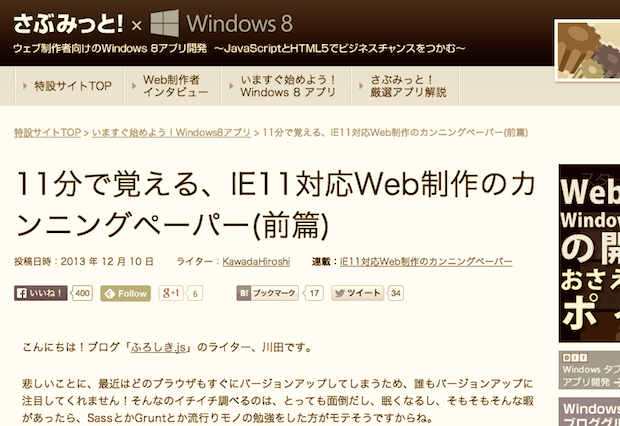 さぶみっと! × Windows 8
ウェブ制作者向けのWindows 8アプリ開発 〜JavaScriptとHTML5でビジネスチャンスをつかむ〜
特設サイトTOP
Web制作者
インタビュー
いますぐ始めよう!
Windows 8 アプリ
さぶみっと!
厳選アプリ解説
特設サイトTOP > いますぐ始めよう!Windows8アプリ > 11分で覚える、IE11対応Web制作のカンニングペーパー(前篇)
11分で覚える、IE11対応Web制作のカ
ンニングペーパー(前篇)
投稿日時:2013 年 12 月 10 日 ライター:KawadaHiroshi 連載:IE11対応Web制作のカンニングペーパー
いいね! 400 Follow g+1 6 B! ブックマーク 17 ツイート 34
こんにちは!ブログ「ふろしき.js」のライター、川田です。
悲しいことに、最近はどのブラウザもすぐにバージョンアップしてしまうため、誰もバージョンアップに
注目してくれません!そんなのイチイチ調べるのは、とっても面倒だし、眠くなるし、そもそもそんな暇
があったら、SassとかGruntとか流行りモノの勉強をした方がモテそうですからね。
Web
Window
の開
おさえ
ポイ
Windows タブ
アプリ開発
Windows
ブロググル